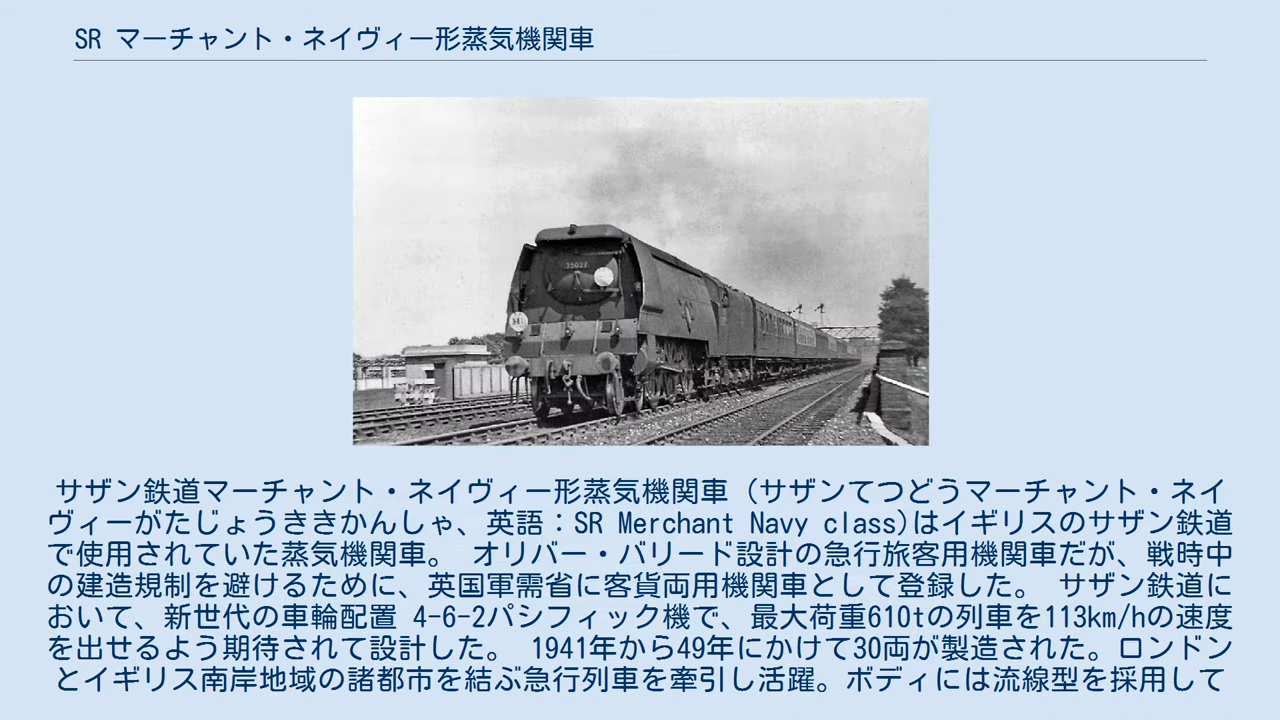 SR マーチャント・ネイヴィー形蒸気機関車
35027
サザン鉄道マーチャント・ネイヴィー形蒸気機関車（サザンてつどうマーチャント・ネイ
ヴィーがたじょうききかんしゃ、英語：SR Merchant Navy class)はイギリスのサザン鉄道
で使用されていた蒸気機関車。　オリバー・バリード設計の急行旅客用機関車だが、戦時中
の建造規制を避けるために、英国軍需省に客貨両用機関車として登録した。　サザン鉄道に
おいて、新世代の車輪配置 4-6-2パシフィック機で、最大荷重610tの列車を113km/hの速度
を出せるよう期待されて設計した。　1941年から49年にかけて30両が製造された。ロンドン
とイギリス南岸地域の諸都市を結ぶ急行列車を牽引し活躍。ボディには流線型を採用して